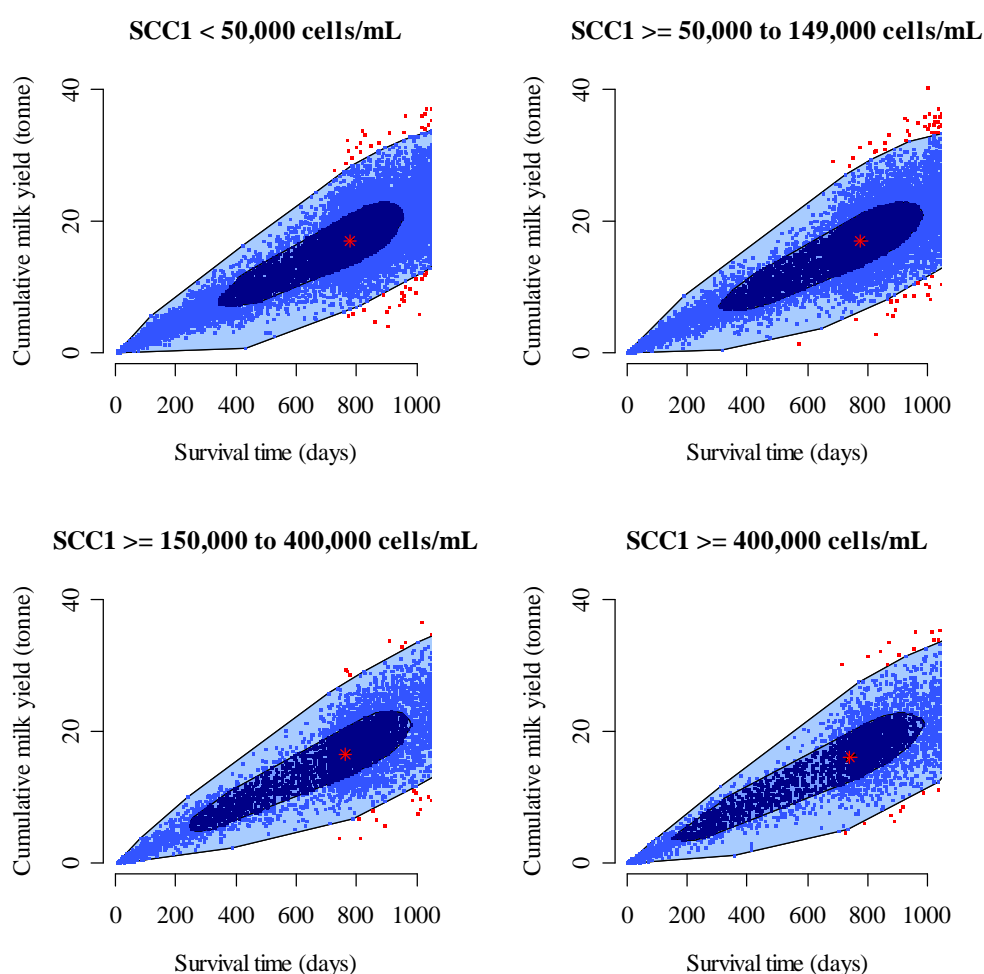 SCC1 < 50,000 cells/mL
Cumulative milk yield (tonne)
40
20
0
0 200 400 600 800 1000
Survival time (days)
SCC1 >= 50,000 to 149,000 cells/mL
Cumulative milk yield (tonne)
40
20
0
0 200 400 600 800 1000
Survival time (days)
SCC1 >= 150,000 to 400,000 cells/mL
Cumulative milk yield (tonne)
40
20
0
0 200 400 600 800 1000
Survival time (days)
SCC1 >= 400,000 cells/mL
Cumulative milk yield (tonne)
40
20
0
0 200 400 600 800 1000
Survival time (days)